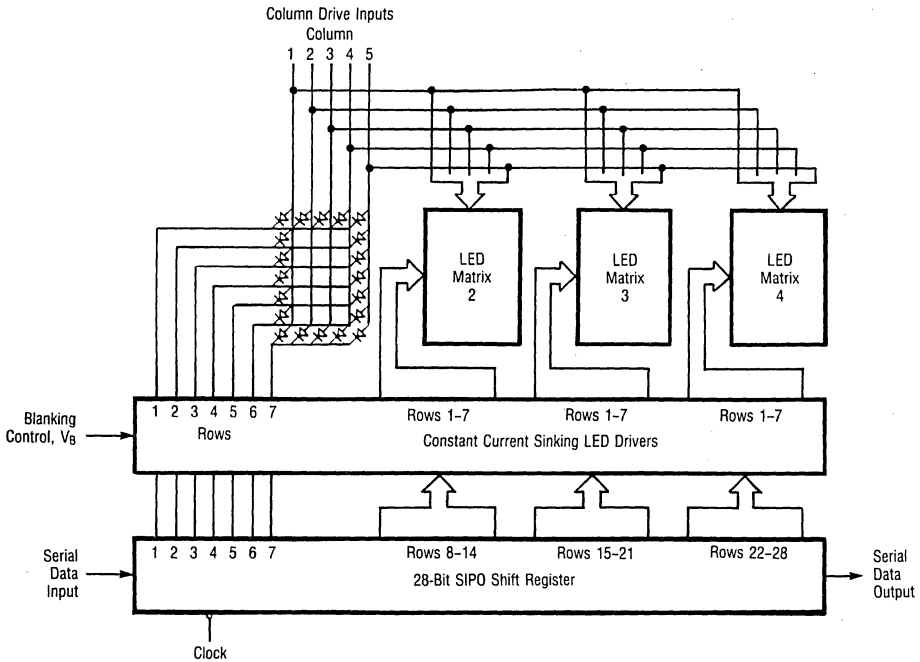 Column Drive Inputs
Column
1 2 3 4 5
LED
Matrix
2
LED
Matrix
3
LED
Matrix
4
Blanking
Control, VB
1 2 3 4 5 6 7
Rows
Rows 1–7
Rows 1–7
Rows 1–7
Constant Current Sinking LED Drivers
Serial
Data
Input
1 2 3 4 5 6 7
Rows 8–14
Rows 15–21
Rows 22–28
28-Bit SIPO Shift Register
Serial
Data
Output
Clock